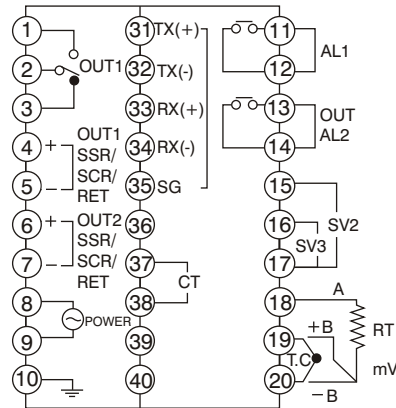 1
2
3
4
5
6
7
8
9
10
OUT1
+ OUT1
SSR/
SCR/
– RET
+ OUT2
SSR/
SCR/
– RET
POWER
31 TX(+)
32 TX(-)
33 RX(+)
34 RX(-)
35 SG
36
37
38
39
40
CT
11
12
13
14
15
16
17
18
19
20
AL1
OUT
AL2
SV2
SV3
A
RT
+B
T.C
mV
–B